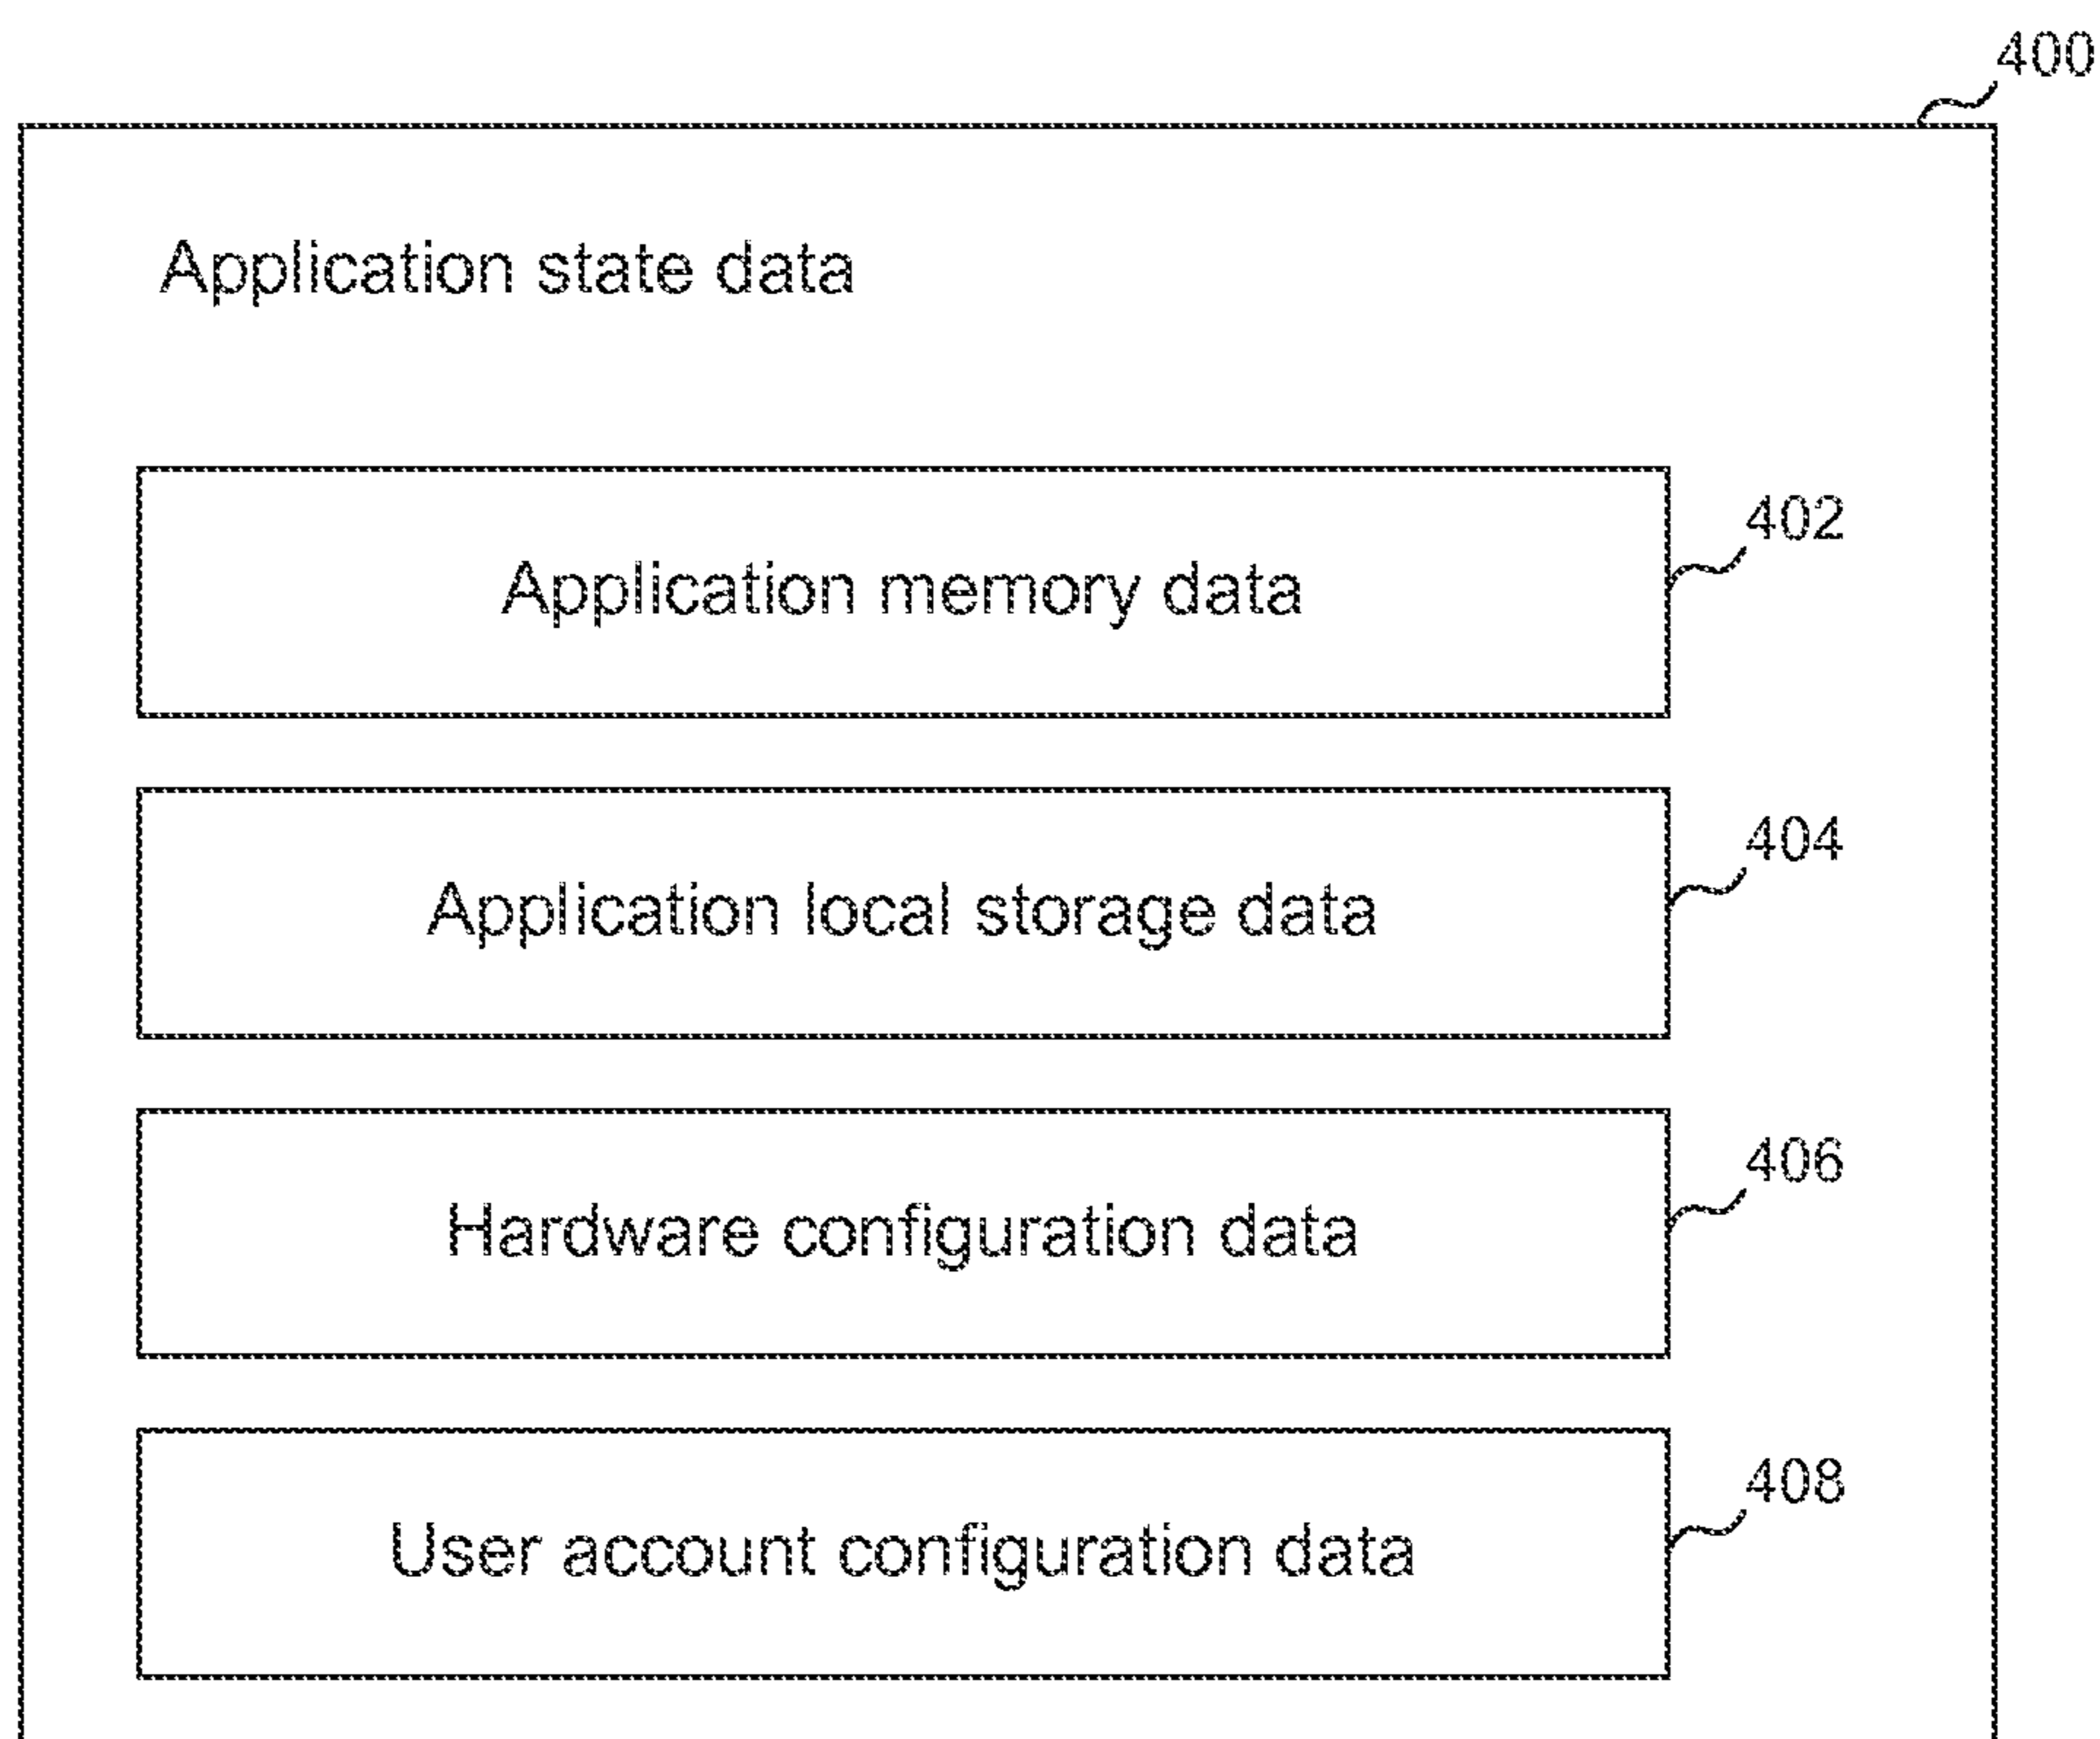 400
Application state data
402
Application memory data
404
Application local storage data
406
Hardware configuration data
408
User account configuration data